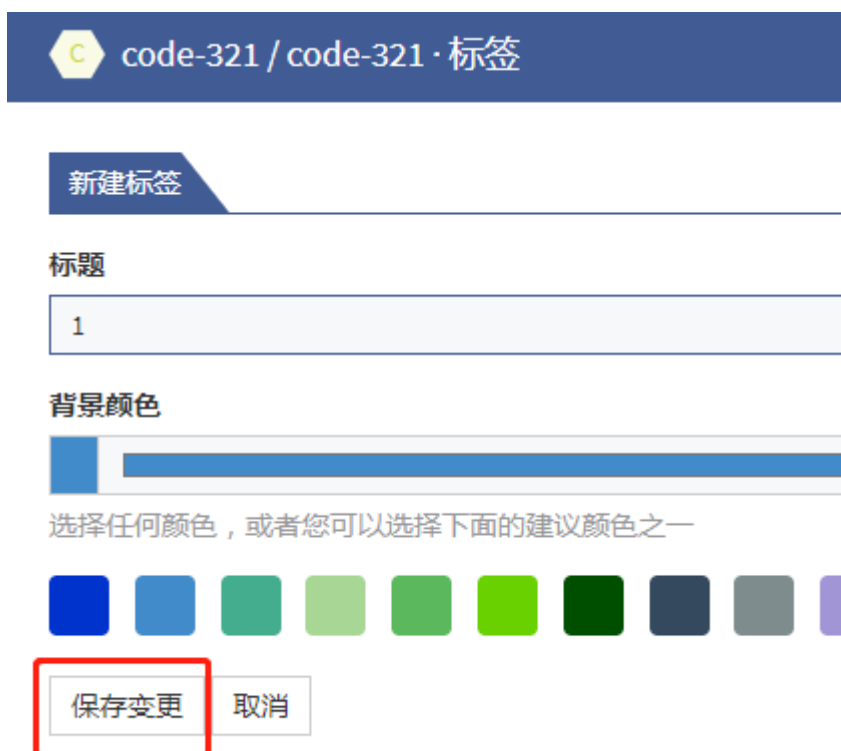 C code-321 / code-321 · 标签
新建标签
标题
1
背景颜色
选择任何颜色，或者您可以选择下面的建议颜色之一
保存变更 取消